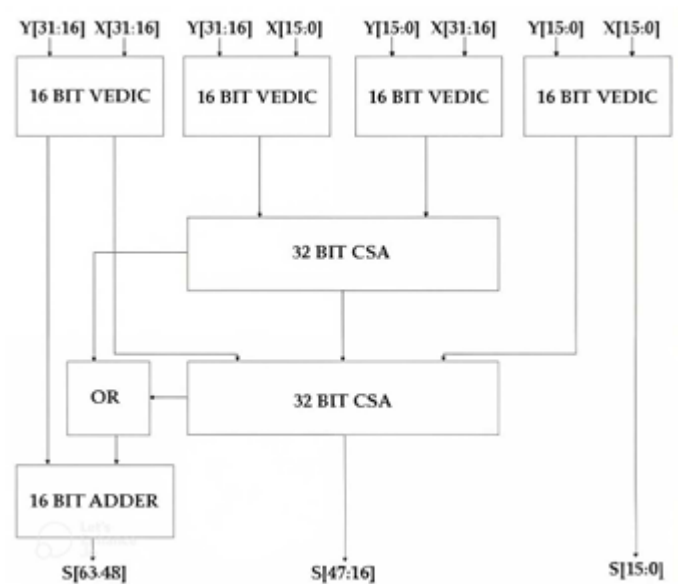 Y[31:16] X[31:16] Y[31:16] X[15:0] Y[15:0] X[31:16] Y[15:0] X[15:0]
16 BIT VEDIC 16 BIT VEDIC 16 BIT VEDIC 16 BIT VEDIC
32 BIT CSA
OR 32 BIT CSA
16 BIT ADDER
S[63:48] S[47:16] S[15:0]